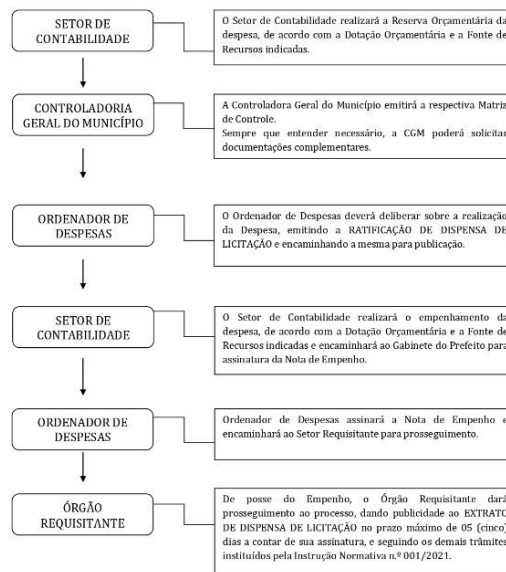 SETOR DE
CONTABILIDADE
O Setor de Contabilidade realizará a Reserva Orçamentária da
despesa, de acordo com a Dotação Orçamentária e a Fonte de
Recursos indicadas.
CONTROLADORIA
GERAL DO MUNICÍPIO
A Controladora Geral do Município emitirá a respectiva Matriz
de Controle.
Sempre que entender necessário, a CGM poderá solicitar
documentações complementares.
ORDENADOR DE
DESPESAS
O Ordenador de Despesas deverá deliberar sobre a realização
da Despesa, emitindo a RATIFICAÇÃO DE DISPENSA DE
LICITAÇÃO e encaminhando a mesma para publicação.
SETOR DE
CONTABILIDADE
O Setor de Contabilidade realizará o empenhamento da
despesa, de acordo com a Dotação Orçamentária e a Fonte de
Recursos indicadas e encaminhará ao Gabinete do Prefeito para
assinatura da Nota de Empenho.
ORDENADOR DE
DESPESAS
Ordenador de Despesas assinará a Nota de Empenho e
encaminhará ao Setor Requisitante para prosseguimento.
ÓRGÃO
REQUISITANTE
De posse do Empenho, o Órgão Requisitante dará
prosseguimento ao processo, dando publicidade ao EXTRATO
DE DISPENSA DE LICITAÇÃO no prazo máximo de 05 (cinco)
dias a contar de sua assinatura, e seguindo os demais trâmites
instituídos pela Instrução Normativa n.º 001/2021.